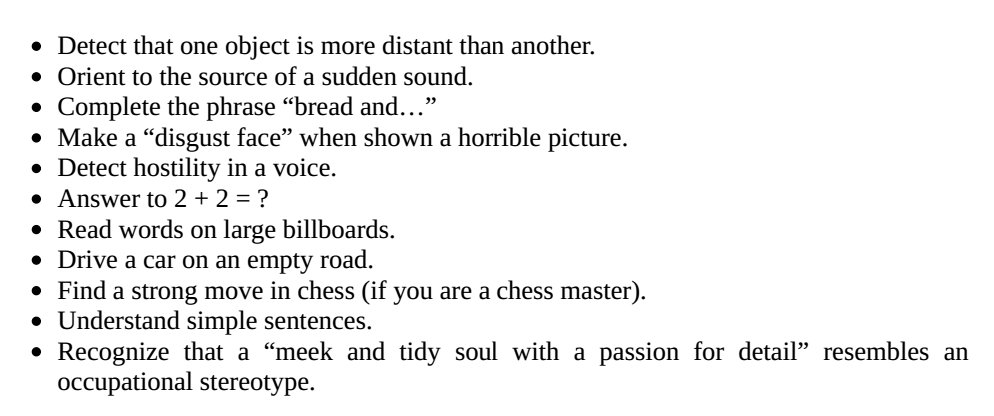 • Detect that one object is more distant than another.
• Orient to the source of a sudden sound.
• Complete the phrase “bread and…”
• Make a “disgust face” when shown a horrible picture.
• Detect hostility in a voice.
• Answer to 2 + 2 = ?
• Read words on large billboards.
• Drive a car on an empty road.
• Find a strong move in chess (if you are a chess master).
• Understand simple sentences.
• Recognize that a “meek and tidy soul with a passion for detail” resembles an
occupational stereotype.